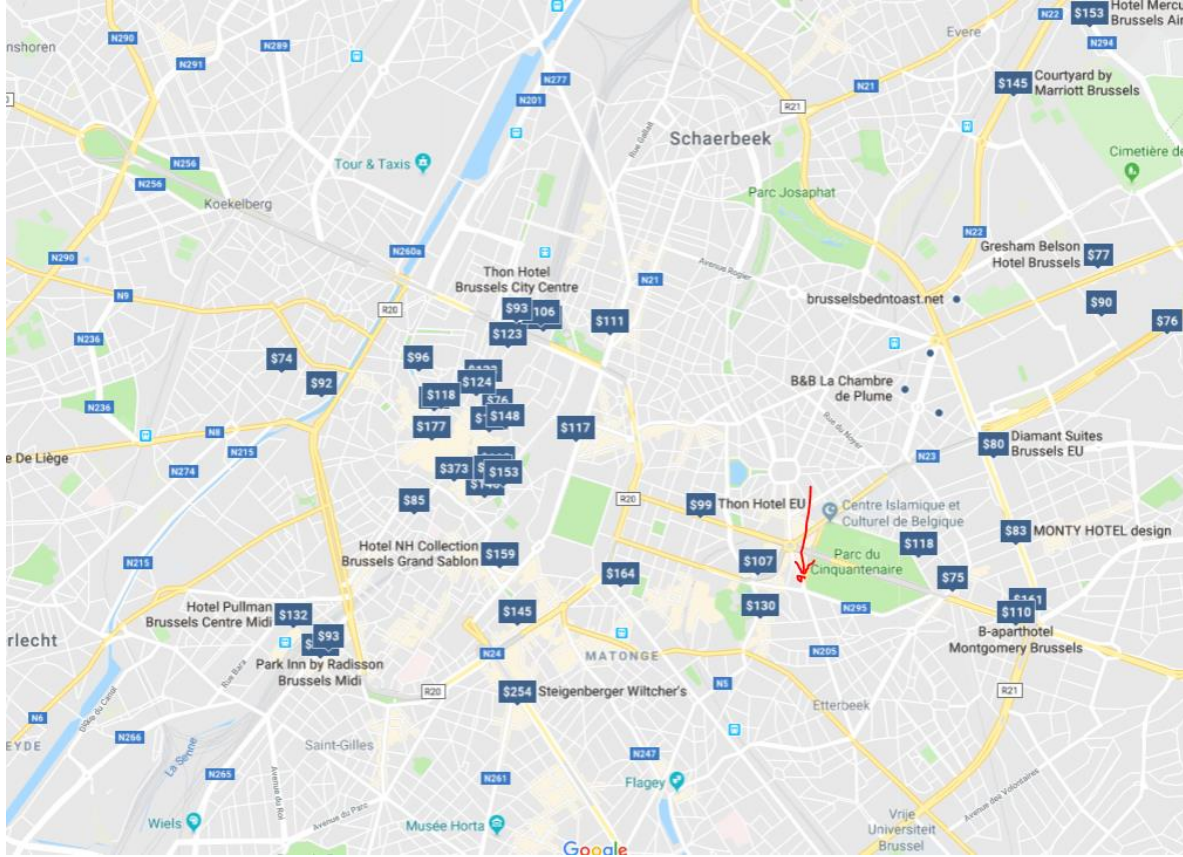 Hotel Mercu
$153
Brussels Air
N22
N290
N289
Evere
N294
nshoren
N291
N277
$145
Courtyard by
Marriott Brussels
N21
N201
R21
Rue Gallait
Schaerbeek
Tour & Taxis
N256
Cimetière de
N256
Parc Josaphat
Koekelberg
N22
N260a
N290
Gresham Belson
Hotel Brussels
$77
Avenue Rogier
Thon Hotel
Brussels City Centre
N21
N9
brusselsbedntoast.net
$90
R20
$93
106
$111
$76
N236
$123
$74
$96
$92
$124
B&B La Chambre
de Plume
$118
$76
N236
$148
Rue du Noyer
$177
$117
N8
N215
Diamant Suites
Brussels EU
$80
e De Liège
N23
N274
$373
$153
$85
R20
$99
Thon Hotel EU
Centre Islamique et
Culturel de Belgique
$83
MONTY HOTEL design
Hotel NH Collection
Brussels Grand Sablon
$159
$118
N215
$107
Parc du
Cinquantenaire
$164
$75
Hotel Pullman
Brussels Centre Midi
$132
$145
$130
N295
$161
$110
rlecht
$93
B-aparthotel
Montgomery Brussels
Park Inn by Radisson
Brussels Midi
N24
MATONGE
N205
Rue Bara
R20
$254
Steigenberger Wiltcher's
N5
R21
Etterbeek
N6
N266
EYDE
La Senne
Saint-Gilles
N247
N265
N261
Flagey
Avenue du Roi
Avenue des Volontaires
Wiels
Avenue du Parc
Musée Horta
Vrije
Universiteit
Brussel
Google